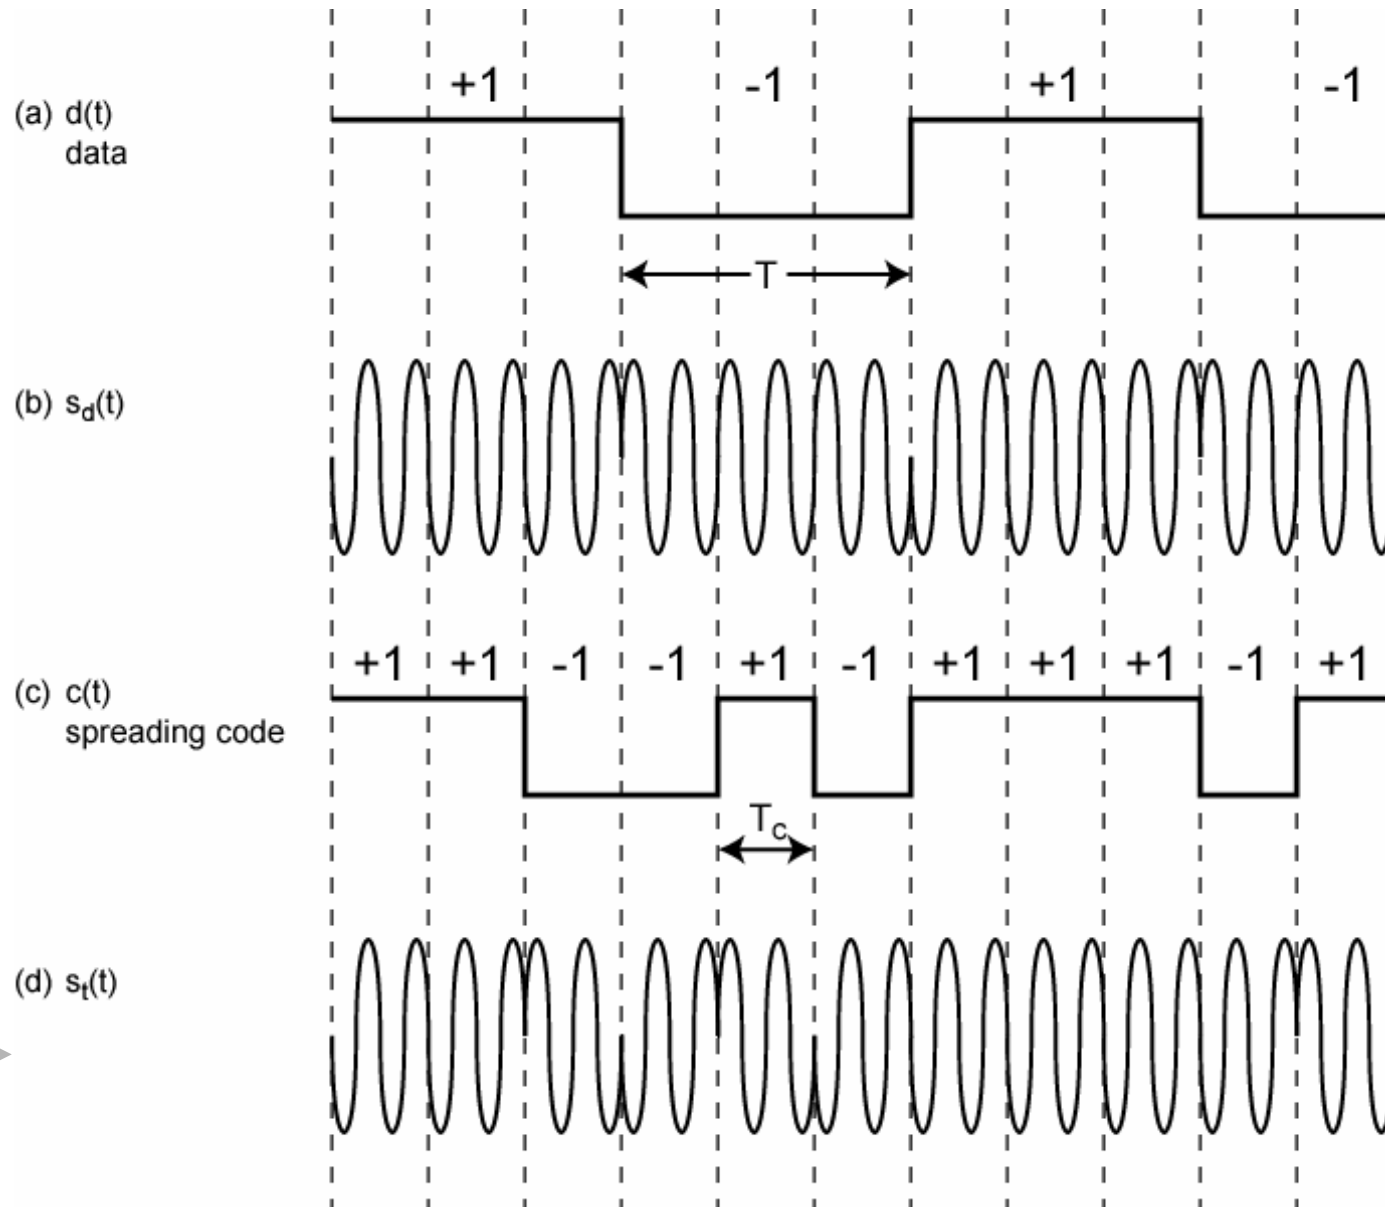 +1 -1 +1 -1
(a) d(t)
data
T
(b) sd(t)
+1 +1 -1 -1 +1 -1 +1 +1 +1 -1 +1
(c) c(t)
spreading code
Tc
(d) st(t)